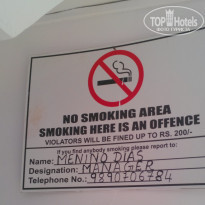 TOP Hotels
NO SMOKING AREA
SMOKING HERE IS AN OFFENCE
VIOLATORS WILL BE FINED UP TO RS. 200/-
If you find anybody smoking please report to:
Name: MENINO DIAS
Designation: MANAGER
Telephone No. 9890706784